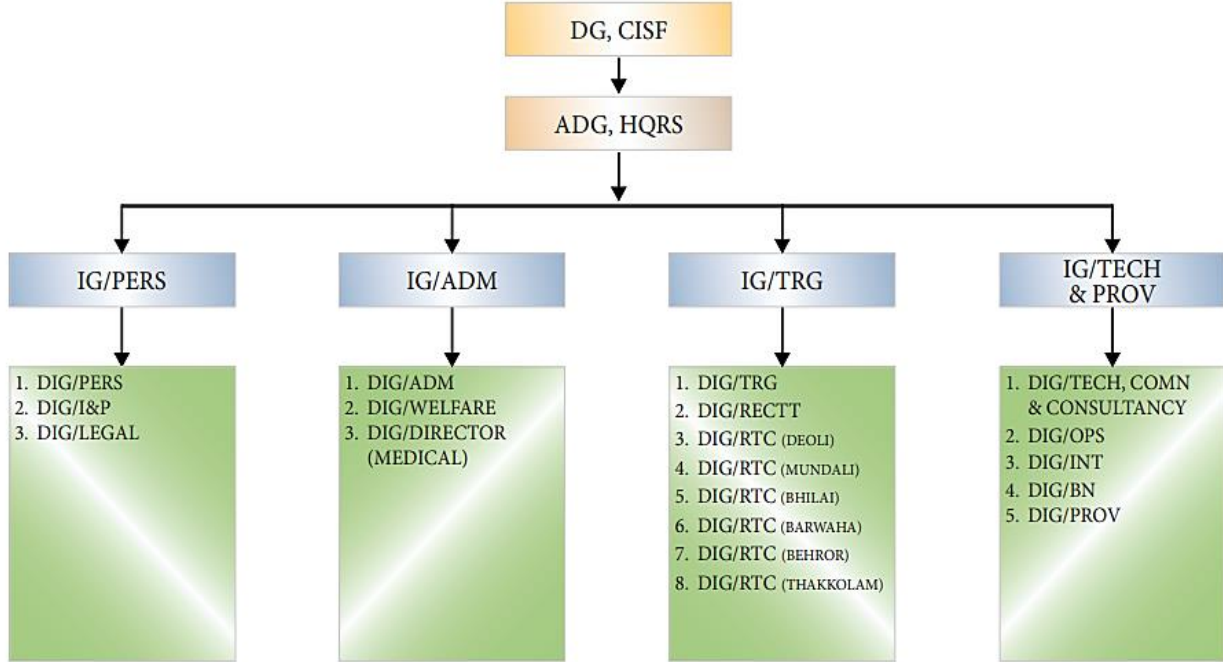 DG, CISF
ADG, HQRS
IG/PERS
IG/ADM
IG/TRG
IG/TECH
& PROV
1. DIG/PERS
2. DIG/I&P
3. DIG/LEGAL
1. DIG/ADM
2. DIG/WELFARE
3. DIG/DIRECTOR
(MEDICAL)
1. DIG/TRG
2. DIG/RECTT
3. DIG/RTC (DEOLI)
4. DIG/RTC (MUNDALI)
5. DIG/RTC (BHILAI)
6. DIG/RTC (BARWAHA)
7. DIG/RTC (BEHROR)
8. DIG/RTC (THAKKOLAM)
1. DIG/TECH, COMN
& CONSULTANCY
2. DIG/OPS
3. DIG/INT
4. DIG/BN
5. DIG/PROV